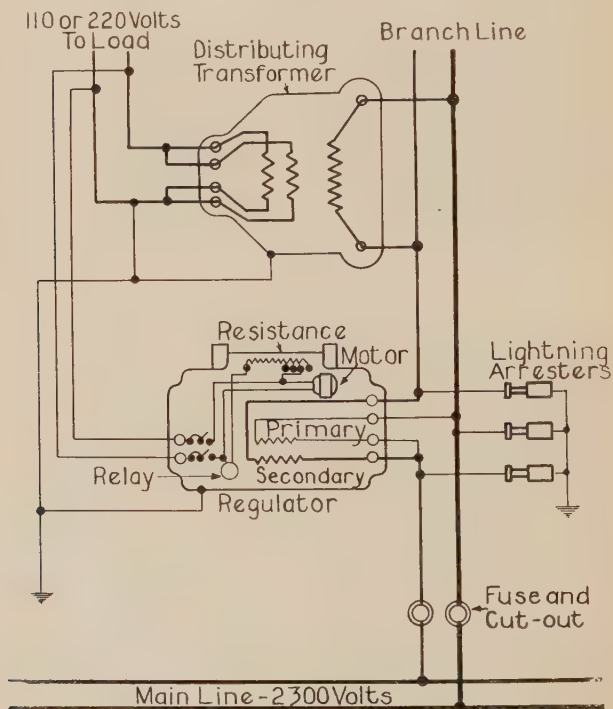 110 or 220 Volts
To Load
Distributing
Transformer
Branch Line
Resistance
Motor
Lightning
Arresters
Primary
Secondary
Relay
Regulator
Fuse and
Cut-out
Main Line-2300 Volts